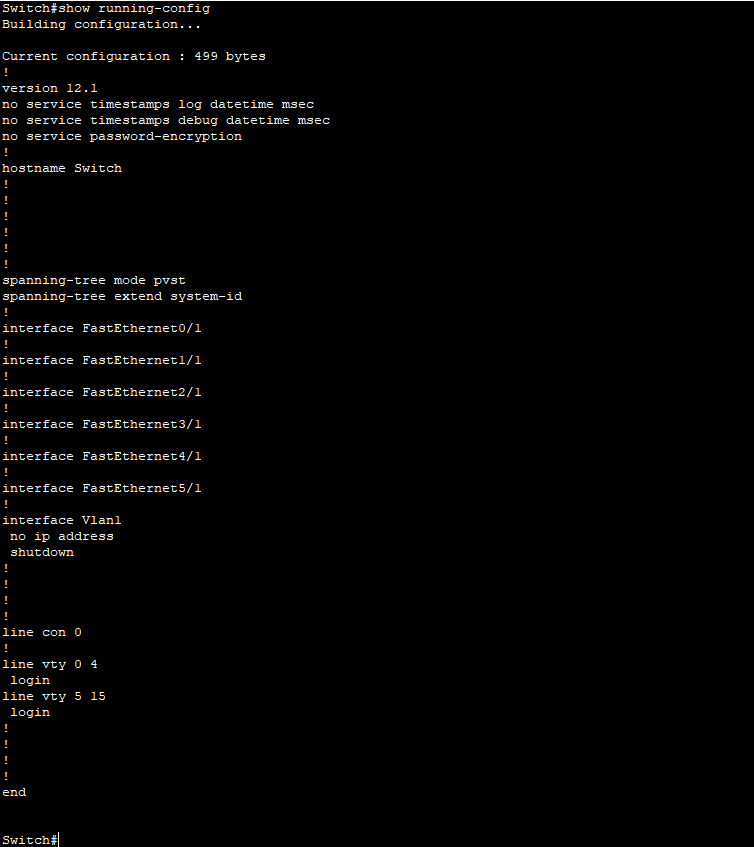 Switch#show running-config
Building configuration...
Current configuration : 499 bytes
!
version 12.1
no service timestamps log datetime msec
no service timestamps debug datetime msec
no service password-encryption
!
hostname Switch
!
!
!
!
!
!
spanning-tree mode pvst
spanning-tree extend system-id
!
interface FastEthernet0/1
!
interface FastEthernet1/1
!
interface FastEthernet2/1
!
interface FastEthernet3/1
!
interface FastEthernet4/1
!
interface FastEthernet5/1
!
interface Vlan1
 no ip address
 shutdown
!
!
!
!
line con 0
!
line vty 0 4
 login
line vty 5 15
 login
!
!
!
!
end
Switch#